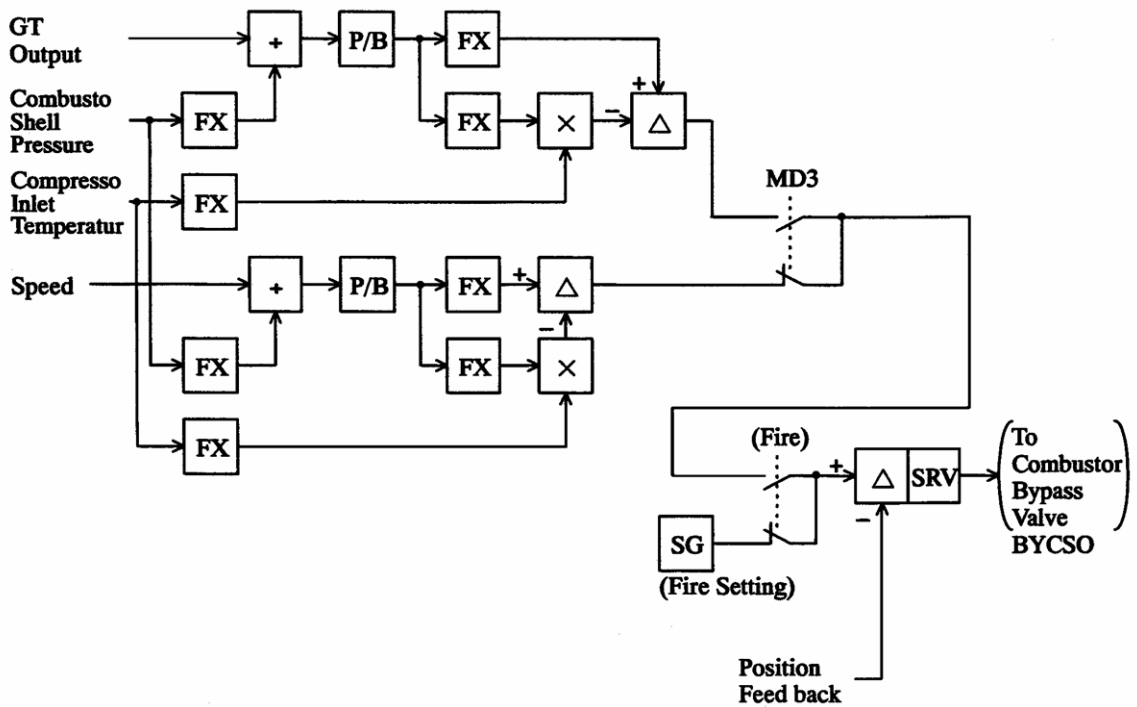 GT
Output
+
P/B
FX
+
Combusto
Shell
Pressure
FX
FX
×
−
△
Compresso
Inlet
Temperatur
FX
MD3
Speed
+
P/B
FX
+
△
−
FX
FX
×
FX
(Fire)
+
△
SRV
To
Combustor
Bypass
Valve
BYCSO
−
SG
(Fire Setting)
Position
Feed back